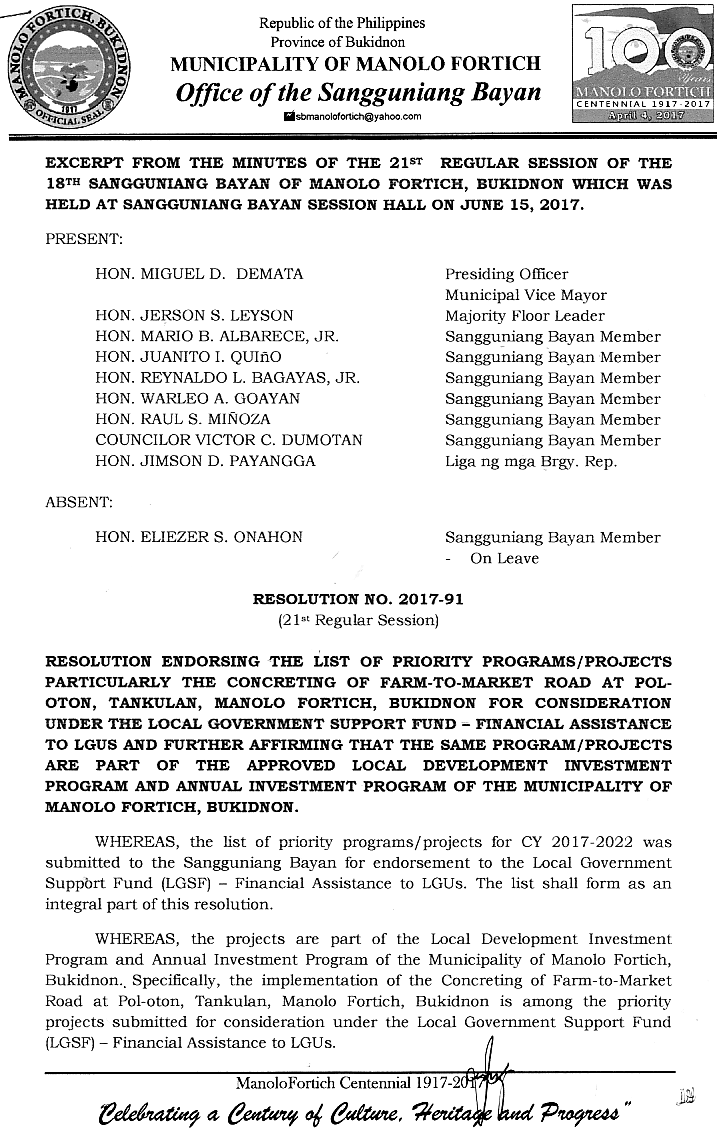 Republic of the Philippines
Province of Bukidnon
MUNICIPALITY OF MANOLO FORTICH
Office of the Sangguniang Bayan
sbmanolofortich@yahoo.com
MANOLO FORTICH, BUKIDNON
1917
OFFICIAL SEAL
100
Years
MANOLO FORTICH
CENTENNIAL 1917-2017
April 4, 2017
EXCERPT FROM THE MINUTES OF THE 21ST REGULAR SESSION OF THE
18TH SANGGUNIANG BAYAN OF MANOLO FORTICH, BUKIDNON WHICH WAS
HELD AT SANGGUNIANG BAYAN SESSION HALL ON JUNE 15, 2017.
PRESENT:
HON. MIGUEL D. DEMATA Presiding Officer
Municipal Vice Mayor
HON. JERSON S. LEYSON Majority Floor Leader
HON. MARIO B. ALBARECE, JR. Sangguniang Bayan Member
HON. JUANITO I. QUIñO Sangguniang Bayan Member
HON. REYNALDO L. BAGAYAS, JR. Sangguniang Bayan Member
HON. WARLEO A. GOAYAN Sangguniang Bayan Member
HON. RAUL S. MIÑOZA Sangguniang Bayan Member
COUNCILOR VICTOR C. DUMOTAN Sangguniang Bayan Member
HON. JIMSON D. PAYANGGA Liga ng mga Brgy. Rep.
ABSENT:
HON. ELIEZER S. ONAHON Sangguniang Bayan Member
- On Leave
RESOLUTION NO. 2017-91
(21st Regular Session)
RESOLUTION ENDORSING THE LIST OF PRIORITY PROGRAMS/PROJECTS
PARTICULARLY THE CONCRETING OF FARM-TO-MARKET ROAD AT POL-
OTON, TANKULAN, MANOLO FORTICH, BUKIDNON FOR CONSIDERATION
UNDER THE LOCAL GOVERNMENT SUPPORT FUND – FINANCIAL ASSISTANCE
TO LGUS AND FURTHER AFFIRMING THAT THE SAME PROGRAM/PROJECTS
ARE PART OF THE APPROVED LOCAL DEVELOPMENT INVESTMENT
PROGRAM AND ANNUAL INVESTMENT PROGRAM OF THE MUNICIPALITY OF
MANOLO FORTICH, BUKIDNON.
WHEREAS, the list of priority programs/projects for CY 2017-2022 was
submitted to the Sangguniang Bayan for endorsement to the Local Government
Support Fund (LGSF) – Financial Assistance to LGUs. The list shall form as an
integral part of this resolution.
WHEREAS, the projects are part of the Local Development Investment
Program and Annual Investment Program of the Municipality of Manolo Fortich,
Bukidnon. Specifically, the implementation of the Concreting of Farm-to-Market
Road at Pol-oton, Tankulan, Manolo Fortich, Bukidnon is among the priority
projects submitted for consideration under the Local Government Support Fund
(LGSF) – Financial Assistance to LGUs.
ManoloFortich Centennial 1917-2017
"Celebrating a Century of Culture, Heritage and Progress"